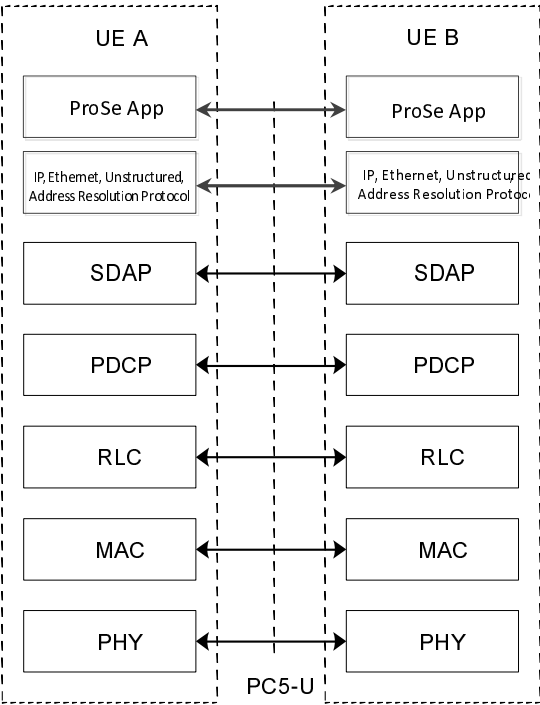 UE A
UE B
ProSe App
ProSe App
IP, Ethernet, Unstructured,
Address Resolution Protocol
IP, Ethernet, Unstructured,
Address Resolution Protoco
SDAP
SDAP
PDCP
PDCP
RLC
RLC
MAC
MAC
PHY
PHY
PC5-U